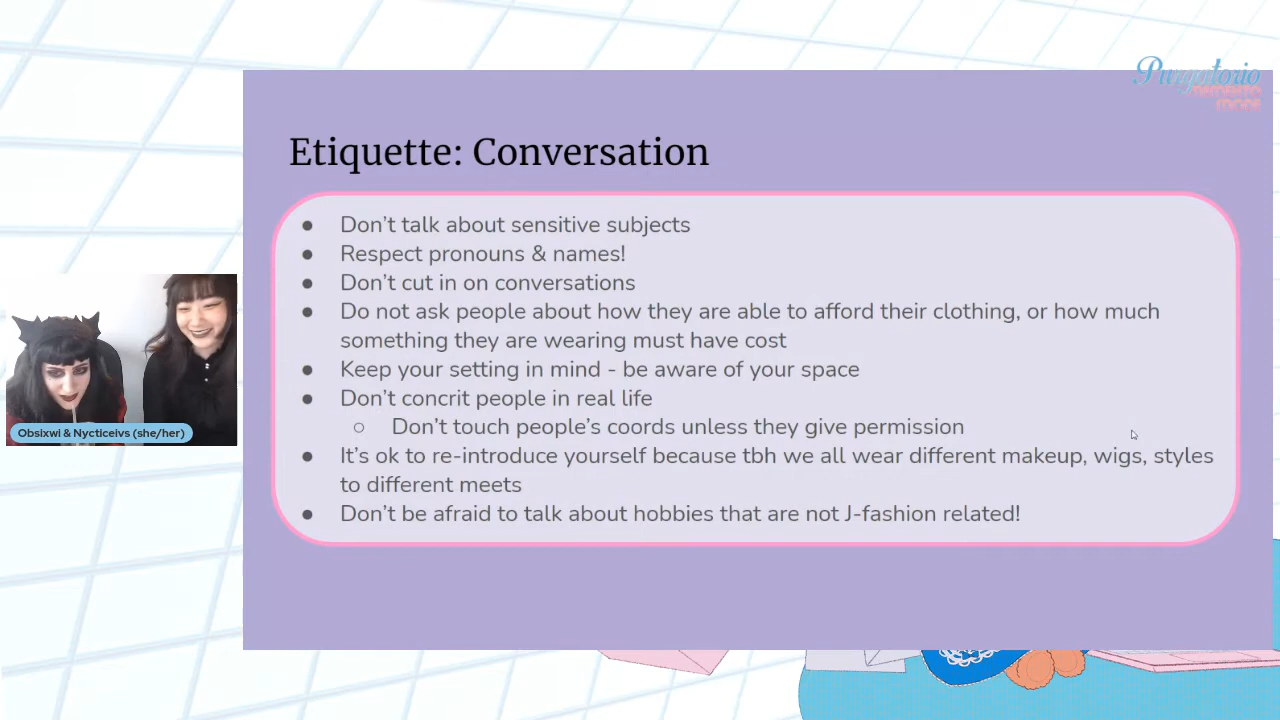 Purgatorio
Etiquette: Conversation
● Don't talk about sensitive subjects
● Respect pronouns & names!
● Don't cut in on conversations
● Do not ask people about how they are able to afford their clothing, or how much
something they are wearing must have cost
● Keep your setting in mind - be aware of your space
● Don't concrit people in real life
○ Don't touch people's coords unless they give permission
● It's ok to re-introduce yourself because tbh we all wear different makeup, wigs, styles
to different meets
● Don't be afraid to talk about hobbies that are not J-fashion related!
Obsixwi & Nycticeivs (she/her)